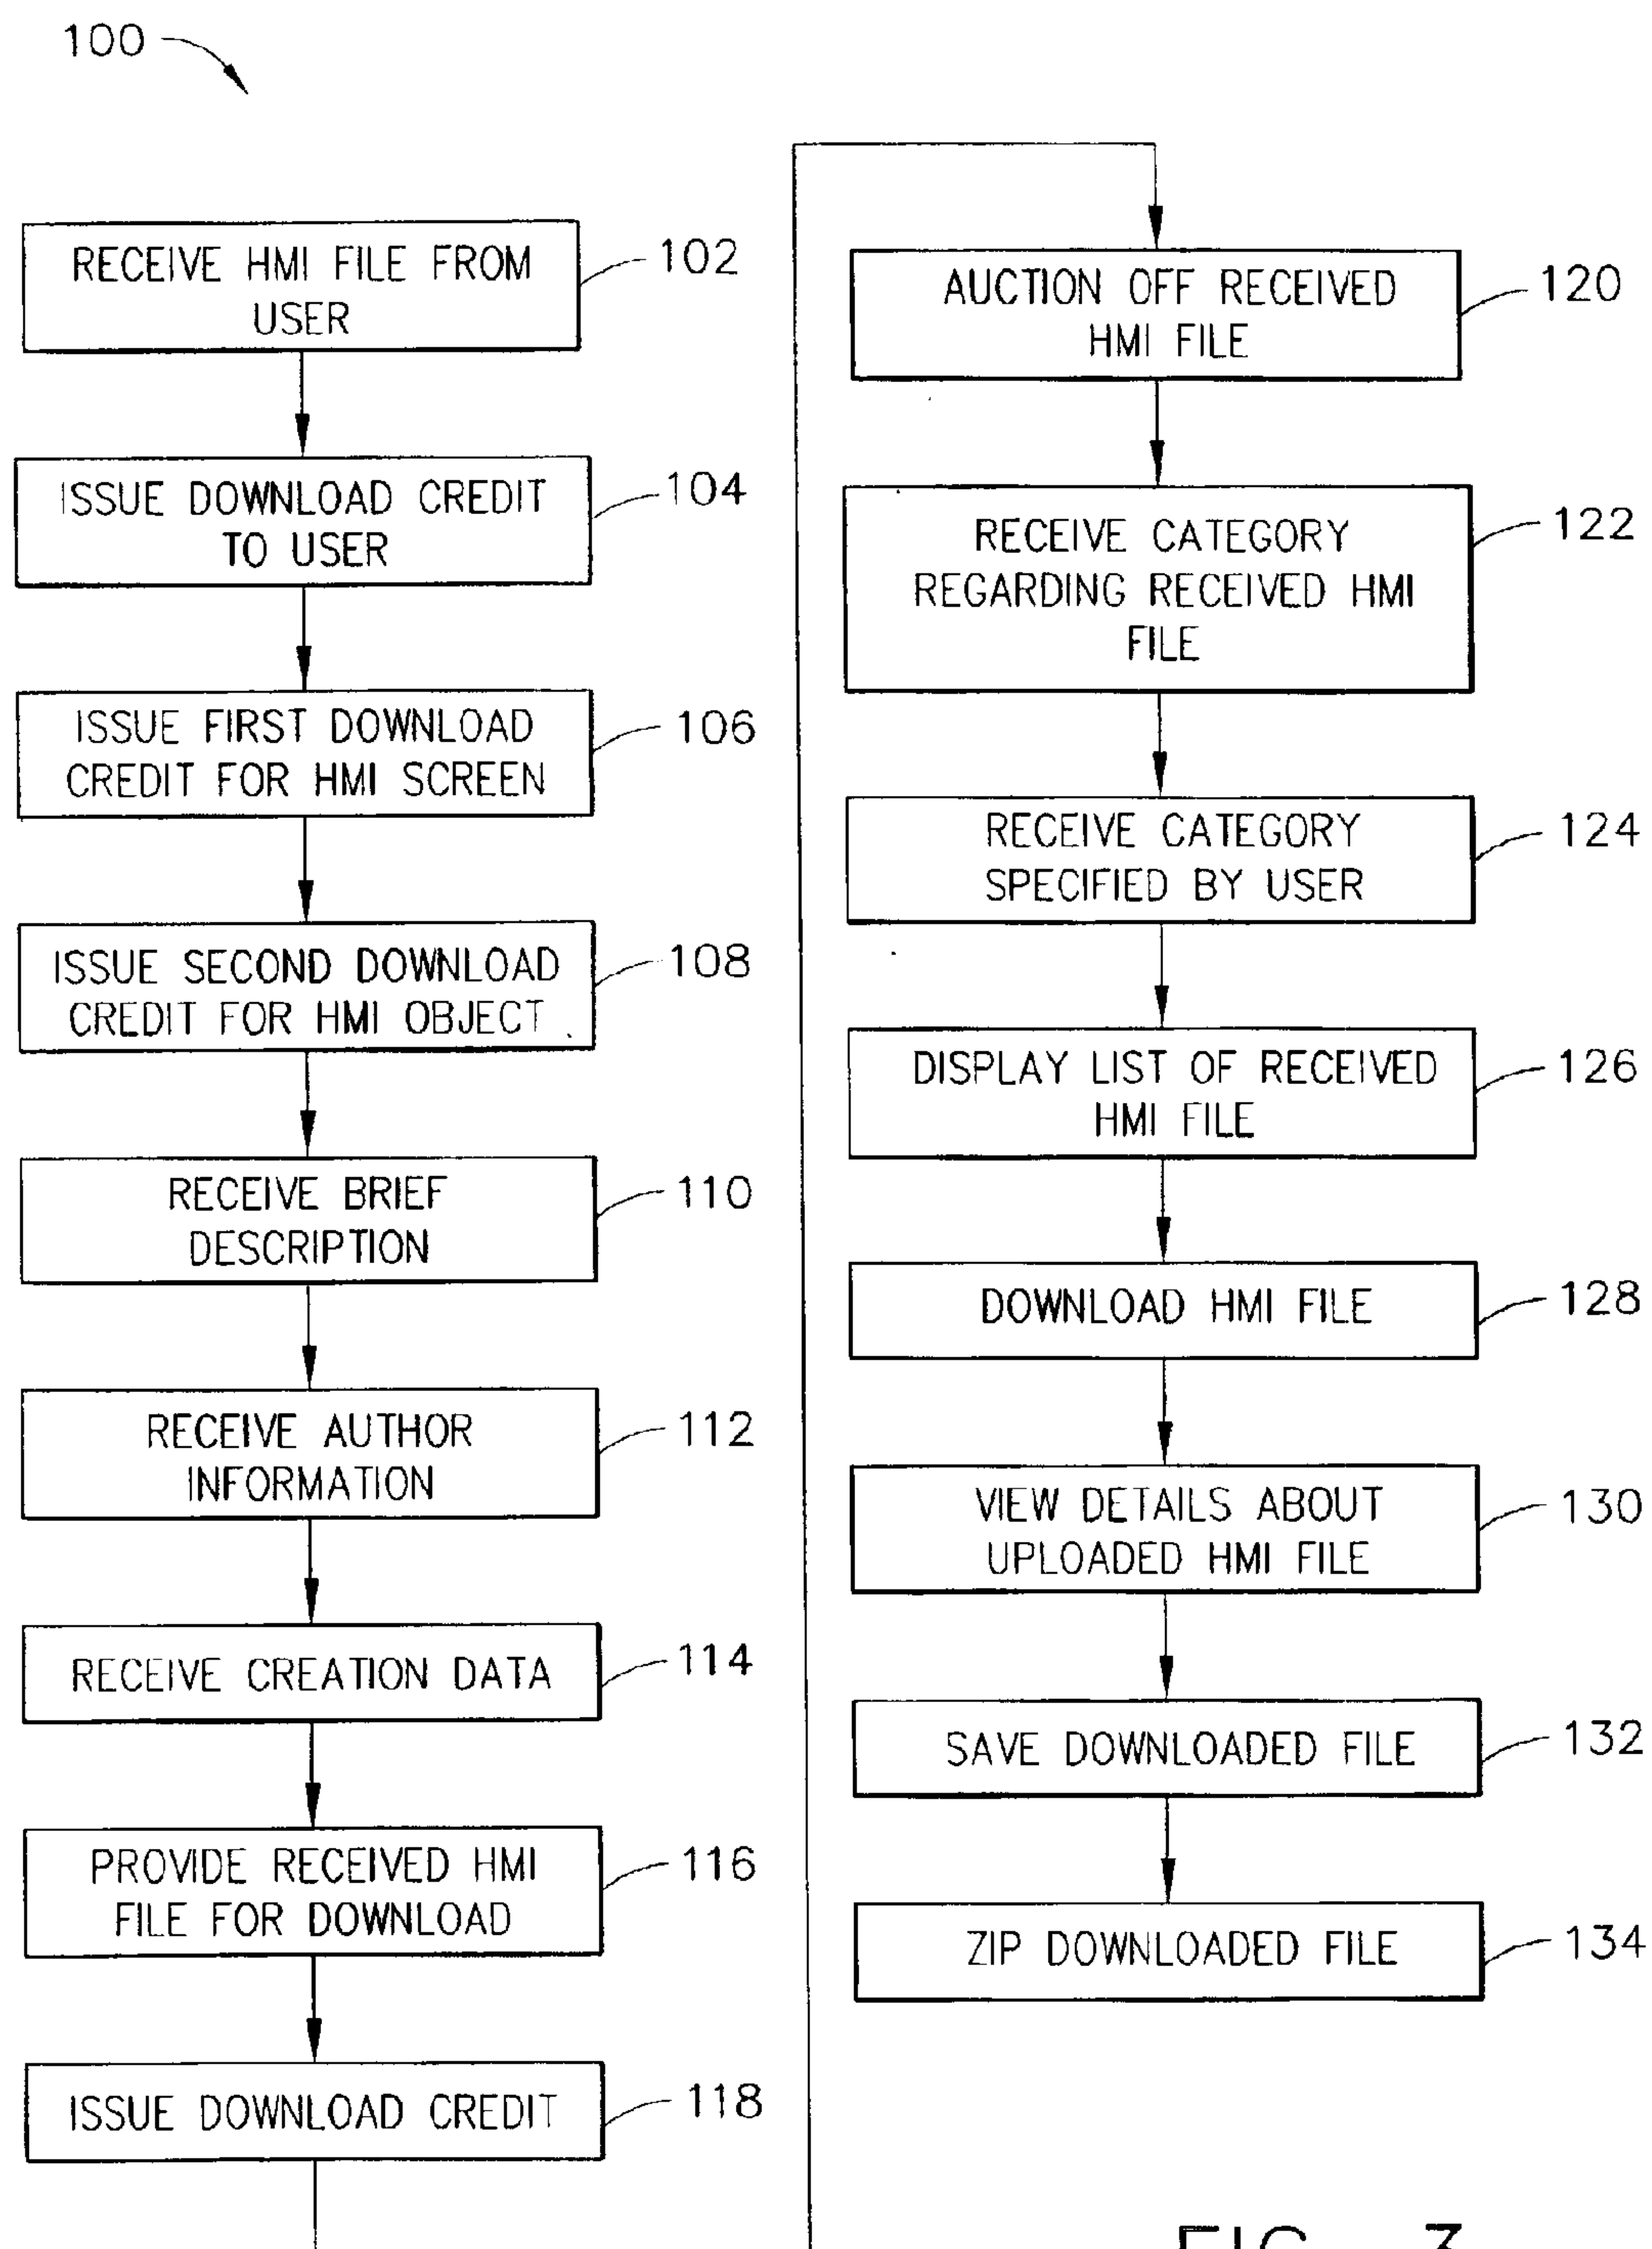 100
RECEIVE HMI FILE FROM
USER
102
ISSUE DOWNLOAD CREDIT
TO USER
104
ISSUE FIRST DOWNLOAD
CREDIT FOR HMI SCREEN
106
ISSUE SECOND DOWNLOAD
CREDIT FOR HMI OBJECT
108
RECEIVE BRIEF
DESCRIPTION
110
RECEIVE AUTHOR
INFORMATION
112
RECEIVE CREATION DATA
114
PROVIDE RECEIVED HMI
FILE FOR DOWNLOAD
116
ISSUE DOWNLOAD CREDIT
118
AUCTION OFF RECEIVED
HMI FILE
120
RECEIVE CATEGORY
REGARDING RECEIVED HMI
FILE
122
RECEIVE CATEGORY
SPECIFIED BY USER
124
DISPLAY LIST OF RECEIVED
HMI FILE
126
DOWNLOAD HMI FILE
128
VIEW DETAILS ABOUT
UPLOADED HMI FILE
130
SAVE DOWNLOADED FILE
132
ZIP DOWNLOADED FILE
134
FIG. 3